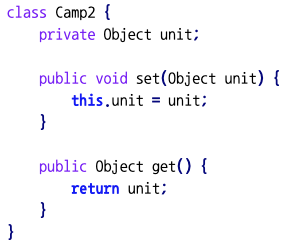 class Camp2 {
    private Object unit;

    public void set(Object unit) {
        this.unit = unit;
    }

    public Object get() {
        return unit;
    }
}